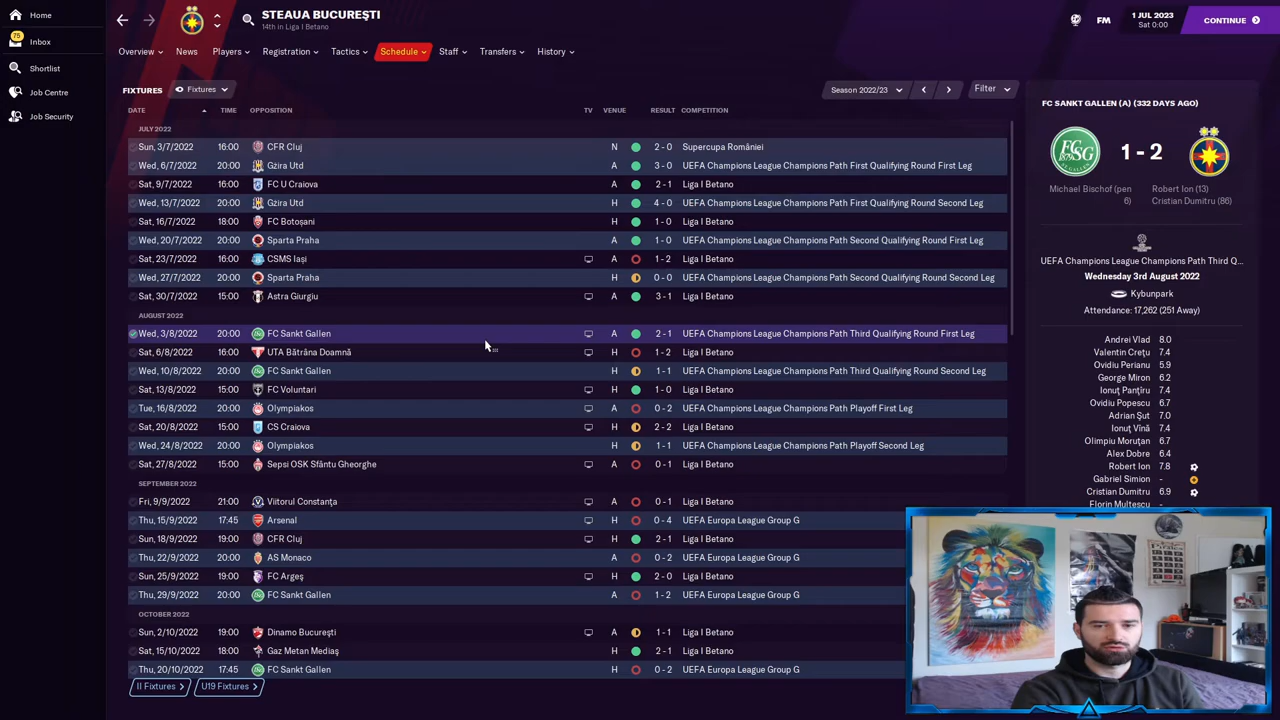 Home
75
Inbox
Shortlist
Job Centre
Job Security
STEAUA BUCUREȘTI
14th in Liga I Betano
FM
1 JUL 2023
Sat 0:00
CONTINUE
Overview
News
Players
Registration
Tactics
Schedule
Staff
Transfers
History
FIXTURES
Fixtures
Season 2022/23
Filter
DATE TIME OPPOSITION TV VENUE RESULT COMPETITION
JULY 2022
Sun, 3/7/2022 16:00 CFR Cluj N 2 - 0 Supercupa României
Wed, 6/7/2022 20:00 Gżira Utd A 3 - 0 UEFA Champions League Champions Path First Qualifying Round First Leg
Sat, 9/7/2022 16:00 FC U Craiova A 2 - 1 Liga I Betano
Wed, 13/7/2022 20:00 Gżira Utd H 4 - 0 UEFA Champions League Champions Path First Qualifying Round Second Leg
Sat, 16/7/2022 18:00 FC Botoșani H 1 - 0 Liga I Betano
Wed, 20/7/2022 20:00 Sparta Praha A 1 - 0 UEFA Champions League Champions Path Second Qualifying Round First Leg
Sat, 23/7/2022 16:00 CSMS Iași A 1 - 2 Liga I Betano
Wed, 27/7/2022 20:00 Sparta Praha H 0 - 0 UEFA Champions League Champions Path Second Qualifying Round Second Leg
Sat, 30/7/2022 15:00 Astra Giurgiu A 3 - 1 Liga I Betano
AUGUST 2022
Wed, 3/8/2022 20:00 FC Sankt Gallen A 2 - 1 UEFA Champions League Champions Path Third Qualifying Round First Leg
Sat, 6/8/2022 16:00 UTA Bătrâna Doamnă H 1 - 2 Liga I Betano
Wed, 10/8/2022 20:00 FC Sankt Gallen H 1 - 1 UEFA Champions League Champions Path Third Qualifying Round Second Leg
Sat, 13/8/2022 15:00 FC Voluntari H 1 - 0 Liga I Betano
Tue, 16/8/2022 20:00 Olympiakos A 0 - 2 UEFA Champions League Champions Path Playoff First Leg
Sat, 20/8/2022 15:00 CS Craiova H 2 - 2 Liga I Betano
Wed, 24/8/2022 20:00 Olympiakos H 1 - 1 UEFA Champions League Champions Path Playoff Second Leg
Sat, 27/8/2022 15:00 Sepsi OSK Sfântu Gheorghe A 0 - 1 Liga I Betano
SEPTEMBER 2022
Fri, 9/9/2022 21:00 Viitorul Constanța A 0 - 1 Liga I Betano
Thu, 15/9/2022 17:45 Arsenal H 0 - 4 UEFA Europa League Group G
Sun, 18/9/2022 19:00 CFR Cluj H 2 - 1 Liga I Betano
Thu, 22/9/2022 20:00 AS Monaco A 0 - 2 UEFA Europa League Group G
Sun, 25/9/2022 19:00 FC Argeș H 2 - 0 Liga I Betano
Thu, 29/9/2022 20:00 FC Sankt Gallen A 1 - 2 UEFA Europa League Group G
OCTOBER 2022
Sun, 2/10/2022 19:00 Dinamo București A 1 - 1 Liga I Betano
Sat, 15/10/2022 18:00 Gaz Metan Mediaș H 2 - 1 Liga I Betano
Thu, 20/10/2022 17:45 FC Sankt Gallen H 0 - 2 UEFA Europa League Group G
II Fixtures
U19 Fixtures
FC SANKT GALLEN (A) (332 DAYS AGO)
1 - 2
Michael Bischof (pen
6)
Robert Ion (13)
Cristian Dumitru (86)
UEFA Champions League Champions Path Third Q...
Wednesday 3rd August 2022
Kybunpark
Attendance: 17,262 (251 Away)
Andrei Vlad 8.0
Valentin Crețu 7.4
Ovidiu Perianu 5.9
George Miron 6.2
Ionuț Panțîru 7.4
Ovidiu Popescu 6.7
Adrian Șut 7.0
Ionuț Vînă 7.4
Olimpiu Moruțan 6.7
Alex Dobre 6.4
Robert Ion 7.8
Gabriel Simion -
Cristian Dumitru 6.9
Florin Multescu -